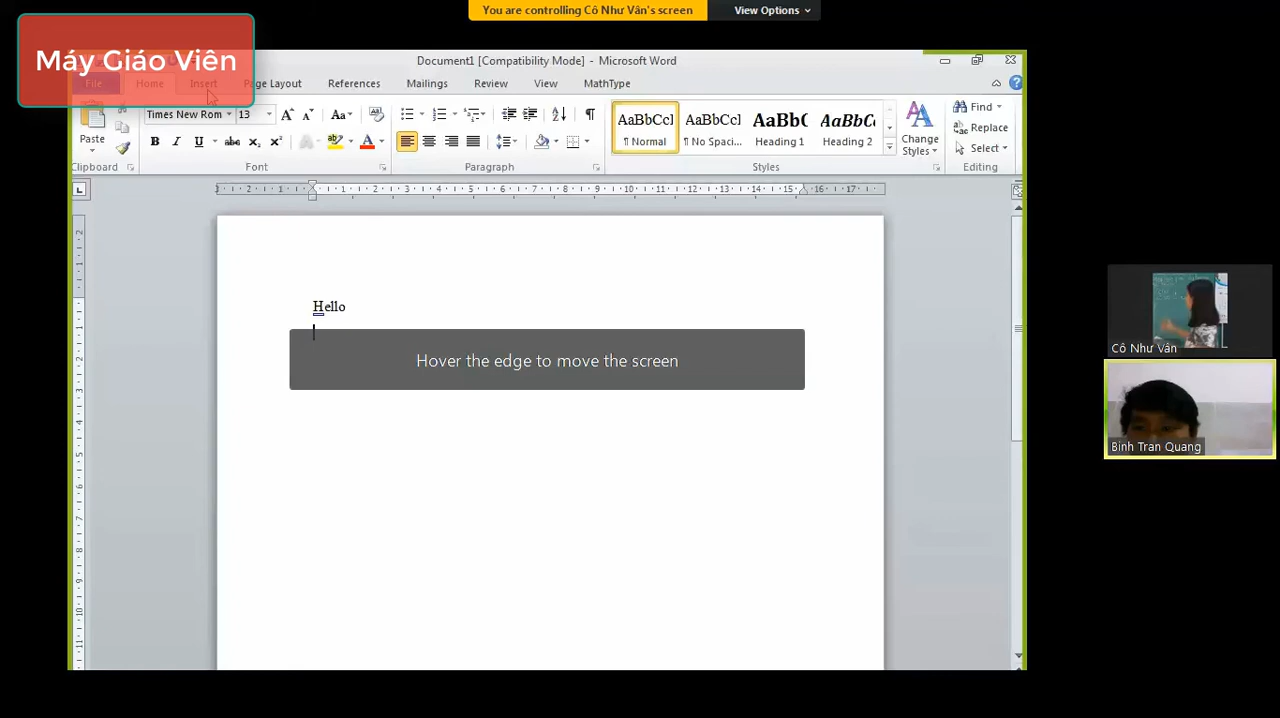 You are controlling Cô Như Vân's screen
View Options
Máy Giáo Viên
Document1 [Compatibility Mode] - Microsoft Word
File Home Insert Page Layout References Mailings Review View MathType
Times New Rom 13
Paste
Clipboard
Font
Paragraph
AaBbCcI AaBbCcI AaBbC AaBbCc
¶ Normal ¶ No Spaci... Heading 1 Heading 2
Change Styles
Styles
Find
Replace
Select
Editing
Hello
Hover the edge to move the screen
Cô Như Vân
Binh Tran Quang